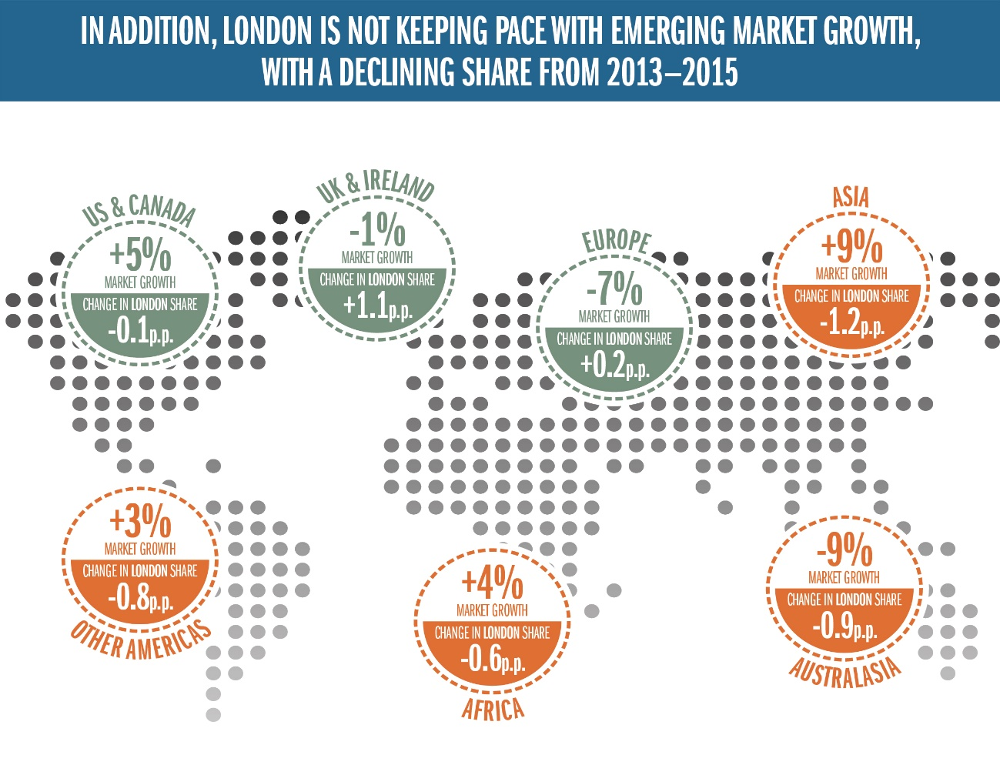 IN ADDITION, LONDON IS NOT KEEPING PACE WITH EMERGING MARKET GROWTH,
WITH A DECLINING SHARE FROM 2013–2015
US & CANADA
+5%
MARKET GROWTH
CHANGE IN LONDON SHARE
-0.1p.p.
UK & IRELAND
-1%
MARKET GROWTH
CHANGE IN LONDON SHARE
+1.1p.p.
EUROPE
-7%
MARKET GROWTH
CHANGE IN LONDON SHARE
+0.2p.p.
ASIA
+9%
MARKET GROWTH
CHANGE IN LONDON SHARE
-1.2p.p.
+3%
MARKET GROWTH
CHANGE IN LONDON SHARE
-0.8p.p.
OTHER AMERICAS
+4%
MARKET GROWTH
CHANGE IN LONDON SHARE
-0.6p.p.
AFRICA
-9%
MARKET GROWTH
CHANGE IN LONDON SHARE
-0.9p.p.
AUSTRALASIA